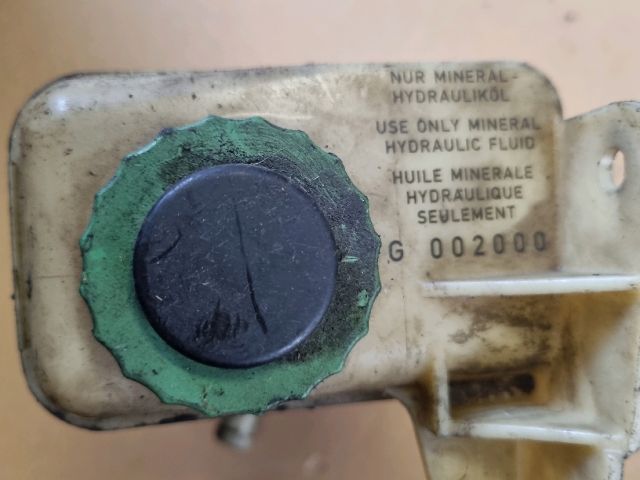 NUR MINERAL-
HYDRAULIKÖL
USE ONLY MINERAL
HYDRAULIC FLUID
HUILE MINERALE
HYDRAULIQUE
SEULEMENT
G 002000